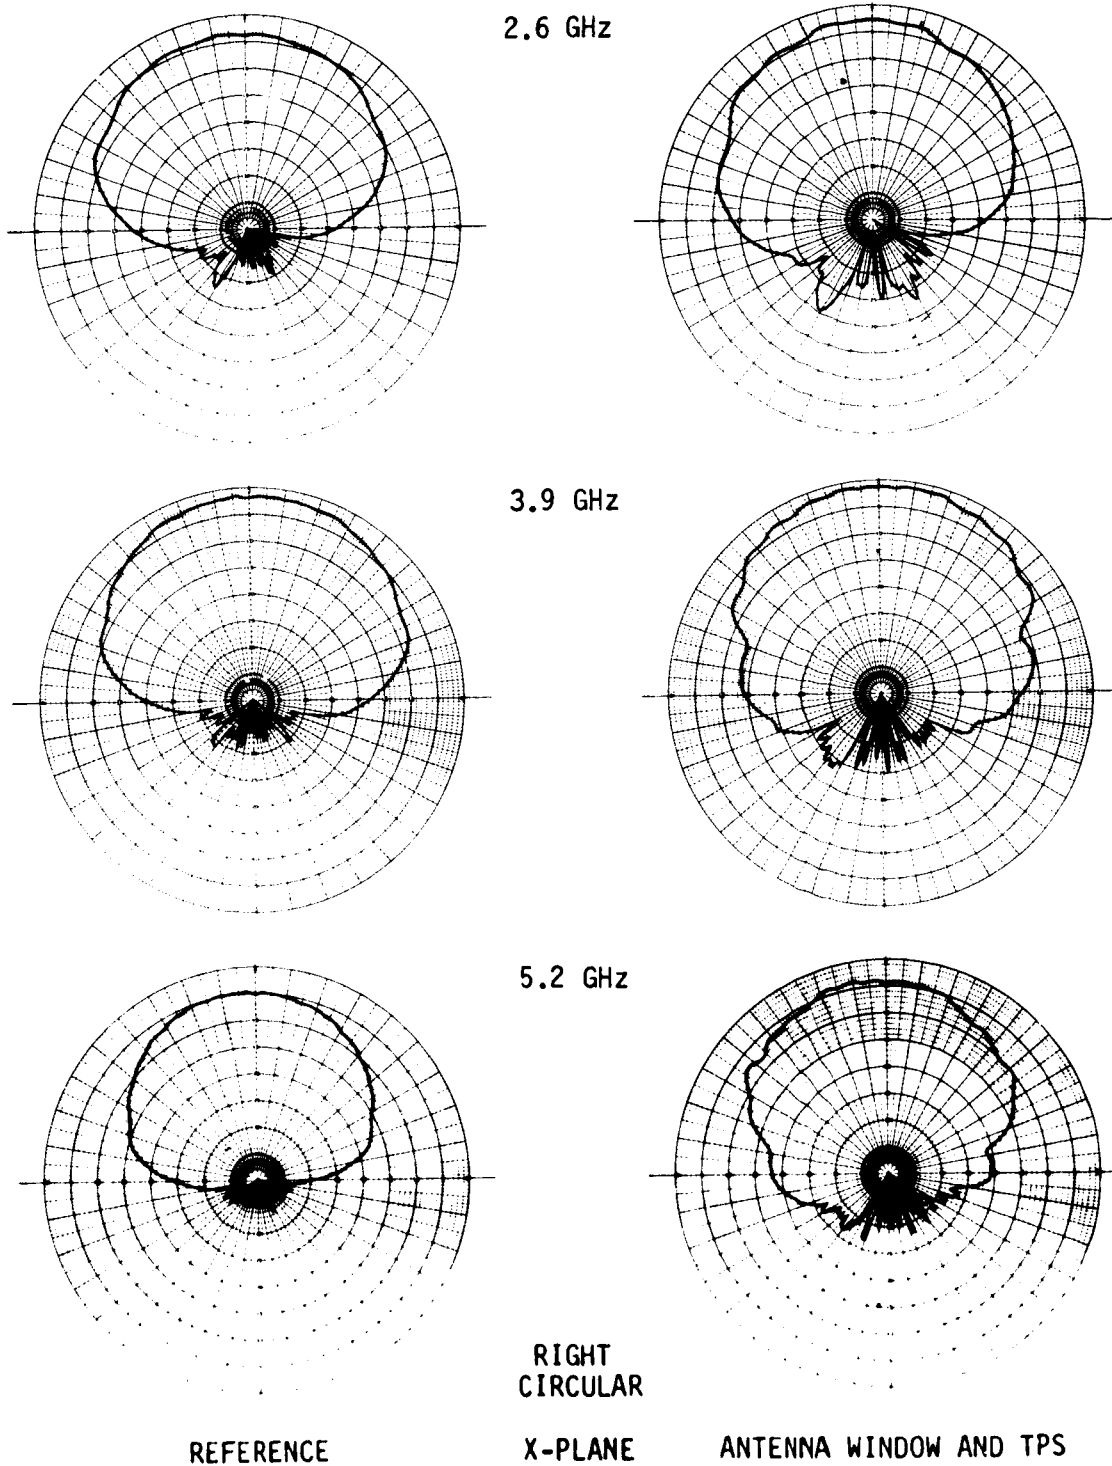 2.6 GHz
3.9 GHz
5.2 GHz
RIGHT
CIRCULAR
REFERENCE X-PLANE ANTENNA WINDOW AND TPS